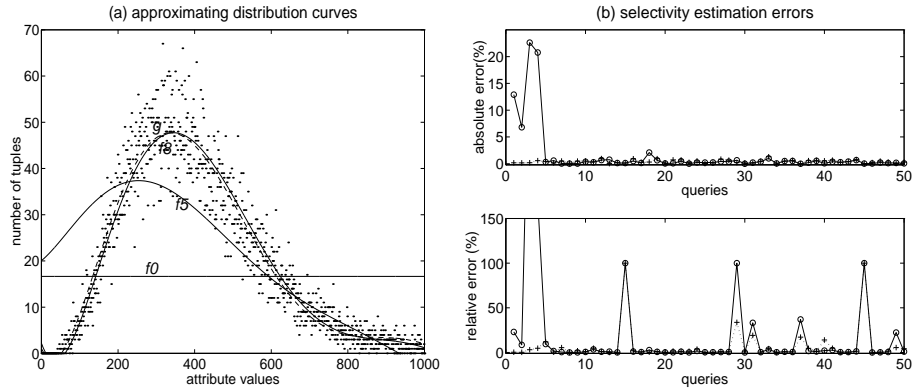 (a) approximating distribution curves
70
60
50
40
30
20
10
0
number of tuples
g
f8
f5
f0
0 200 400 600 800 1000
attribute values
(b) selectivity estimation errors
20
15
10
5
0
absolute error(%)
0 10 20 30 40 50
queries
150
100
50
0
relative error (%)
0 10 20 30 40 50
queries